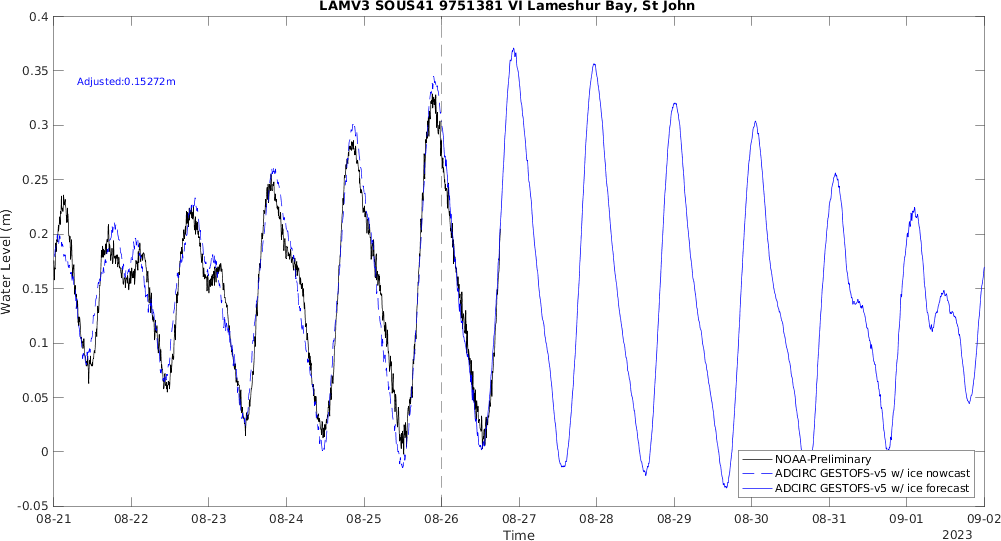 LAMV3 SOUS41 9751381 VI Lameshur Bay, St John
0.4
0.35
0.3
0.25
0.2
0.15
0.1
0.05
0
-0.05
Water Level (m)
Adjusted:0.15272m
NOAA-Preliminary
ADCIRC GESTOFS-v5 w/ ice nowcast
ADCIRC GESTOFS-v5 w/ ice forecast
08-21 08-22 08-23 08-24 08-25 08-26 08-27 08-28 08-29 08-30 08-31 09-01 09-02
Time
2023